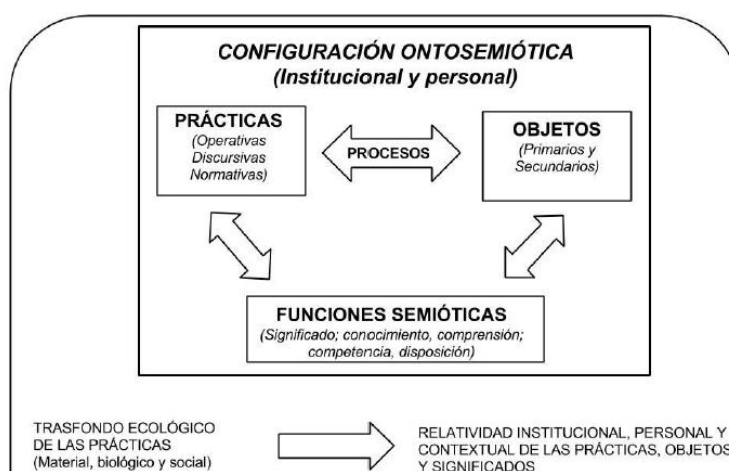 CONFIGURACIÓN ONTOSEMIÓTICA
(Institucional y personal)
PRÁCTICAS
(Operativas
Discursivas
Normativas)
PROCESOS
OBJETOS
(Primarios y
Secundarios)
FUNCIONES SEMIÓTICAS
(Significado; conocimiento, comprensión;
competencia, disposición)
TRASFONDO ECOLÓGICO
DE LAS PRÁCTICAS
(Material, biológico y social)
RELATIVIDAD INSTITUCIONAL, PERSONAL Y
CONTEXTUAL DE LAS PRÁCTICAS, OBJETOS
Y SIGNIFICADOS